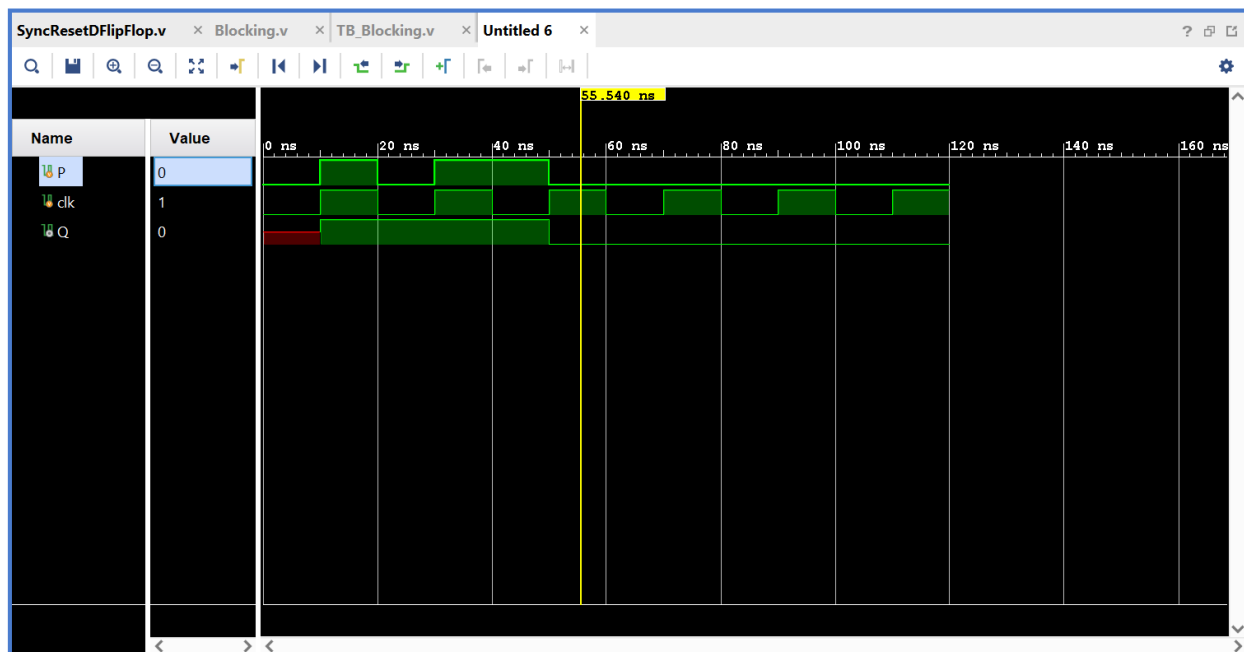 SyncResetDFlipFlop.v × Blocking.v × TB_Blocking.v × Untitled 6 × ?
55.540 ns
Name Value
0 ns 20 ns 40 ns 60 ns 80 ns 100 ns 120 ns 140 ns 160 ns
P 0
clk 1
Q 0